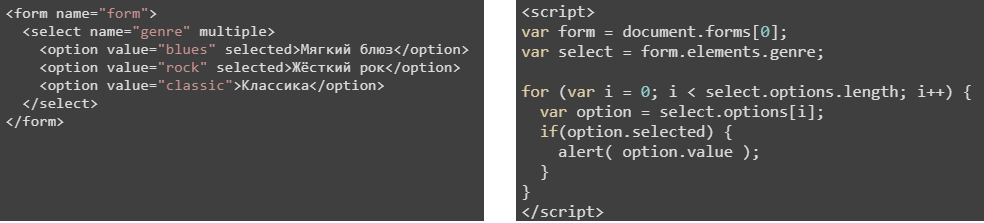 <form name="form">
  <select name="genre" multiple>
    <option value="blues" selected>Мягкий блюз</option>
    <option value="rock" selected>Жёсткий рок</option>
    <option value="classic">Классика</option>
  </select>
</form>
<script>
var form = document.forms[0];
var select = form.elements.genre;

for (var i = 0; i < select.options.length; i++) {
  var option = select.options[i];
  if(option.selected) {
    alert( option.value );
  }
}
</script>